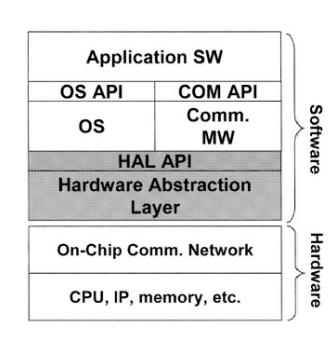 Application SW
OS API
COM API
OS
Comm.
MW
HAL API
Hardware Abstraction
Layer
On-Chip Comm. Network
CPU, IP, memory, etc.
Software
Hardware